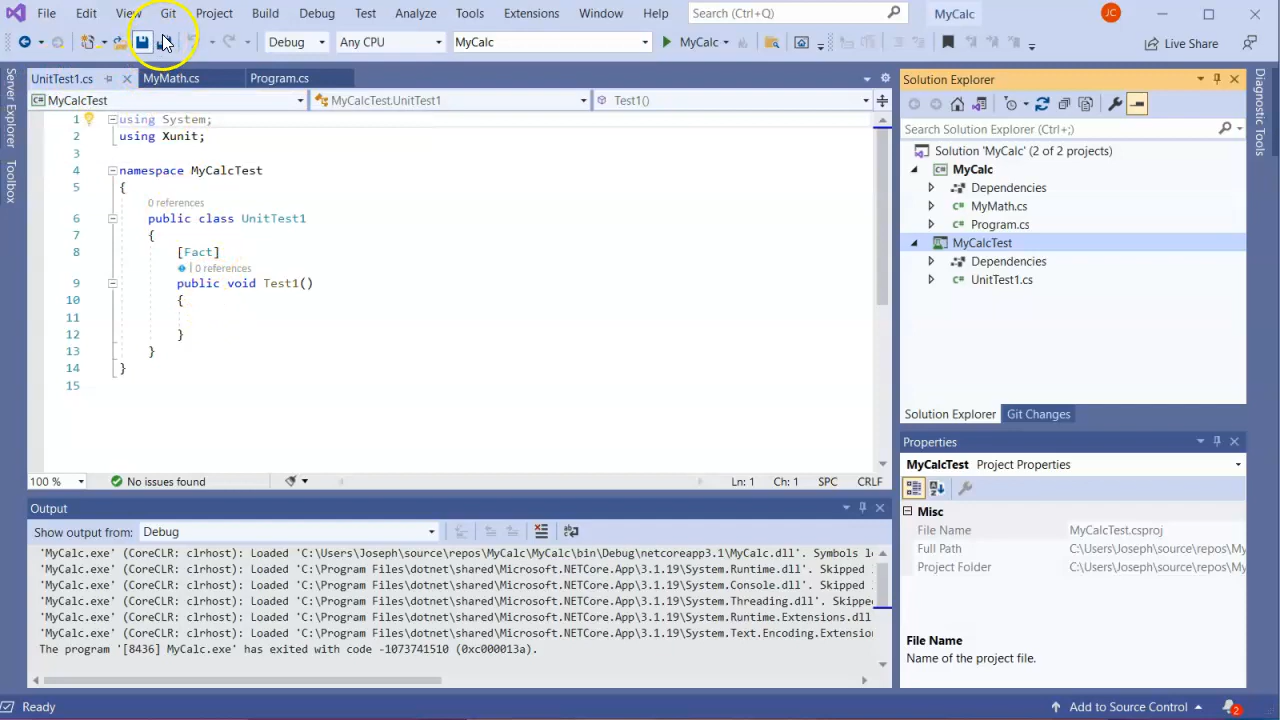 File Edit View Git Project Build Debug Test Analyze Tools Extensions Window Help Search (Ctrl+Q) MyCalc JC
Debug Any CPU MyCalc MyCalc Live Share
Server Explorer
Toolbox
UnitTest1.cs MyMath.cs Program.cs
MyCalcTest MyCalcTest.UnitTest1 Test1()
1 using System;
2 using Xunit;
3
4 namespace MyCalcTest
5 {
0 references
6 public class UnitTest1
7 {
8 [Fact]
0 references
9 public void Test1()
10 {
11
12 }
13 }
14 }
15
100 % No issues found Ln: 1 Ch: 1 SPC CRLF
Output
Show output from: Debug
'MyCalc.exe' (CoreCLR: clrhost): Loaded 'C:\Users\Joseph\source\repos\MyCalc\MyCalc\bin\Debug\netcoreapp3.1\MyCalc.dll'. Symbols
'MyCalc.exe' (CoreCLR: clrhost): Loaded 'C:\Program Files\dotnet\shared\Microsoft.NETCore.App\3.1.19\System.Runtime.dll'. Skipped
'MyCalc.exe' (CoreCLR: clrhost): Loaded 'C:\Program Files\dotnet\shared\Microsoft.NETCore.App\3.1.19\System.Console.dll'. Skipped
'MyCalc.exe' (CoreCLR: clrhost): Loaded 'C:\Program Files\dotnet\shared\Microsoft.NETCore.App\3.1.19\System.Threading.dll'. Skippe
'MyCalc.exe' (CoreCLR: clrhost): Loaded 'C:\Program Files\dotnet\shared\Microsoft.NETCore.App\3.1.19\System.Runtime.Extensions.dll
'MyCalc.exe' (CoreCLR: clrhost): Loaded 'C:\Program Files\dotnet\shared\Microsoft.NETCore.App\3.1.19\System.Text.Encoding.Extension
The program '[8436] MyCalc.exe' has exited with code -1073741510 (0xc000013a).
Solution Explorer
Search Solution Explorer (Ctrl+;)
Solution 'MyCalc' (2 of 2 projects)
MyCalc
Dependencies
MyMath.cs
Program.cs
MyCalcTest
Dependencies
UnitTest1.cs
Solution Explorer Git Changes
Properties
MyCalcTest Project Properties
Misc
File Name MyCalcTest.csproj
Full Path C:\Users\Joseph\source\repos\My
Project Folder C:\Users\Joseph\source\repos\My
File Name
Name of the project file.
Diagnostic Tools
Ready Add to Source Control 2